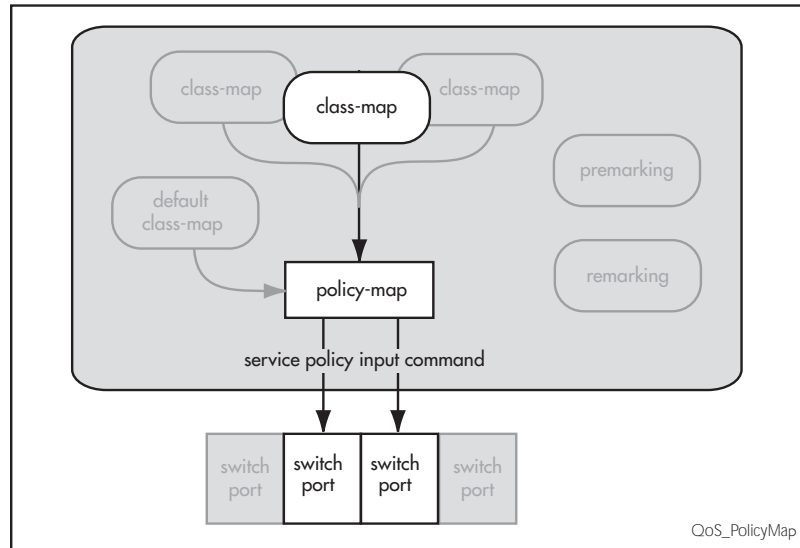 class-map
class-map
class-map
premarking
default
class-map
remarking
policy-map
service policy input command
switch
port
switch
port
switch
port
switch
port
QoS_PolicyMap